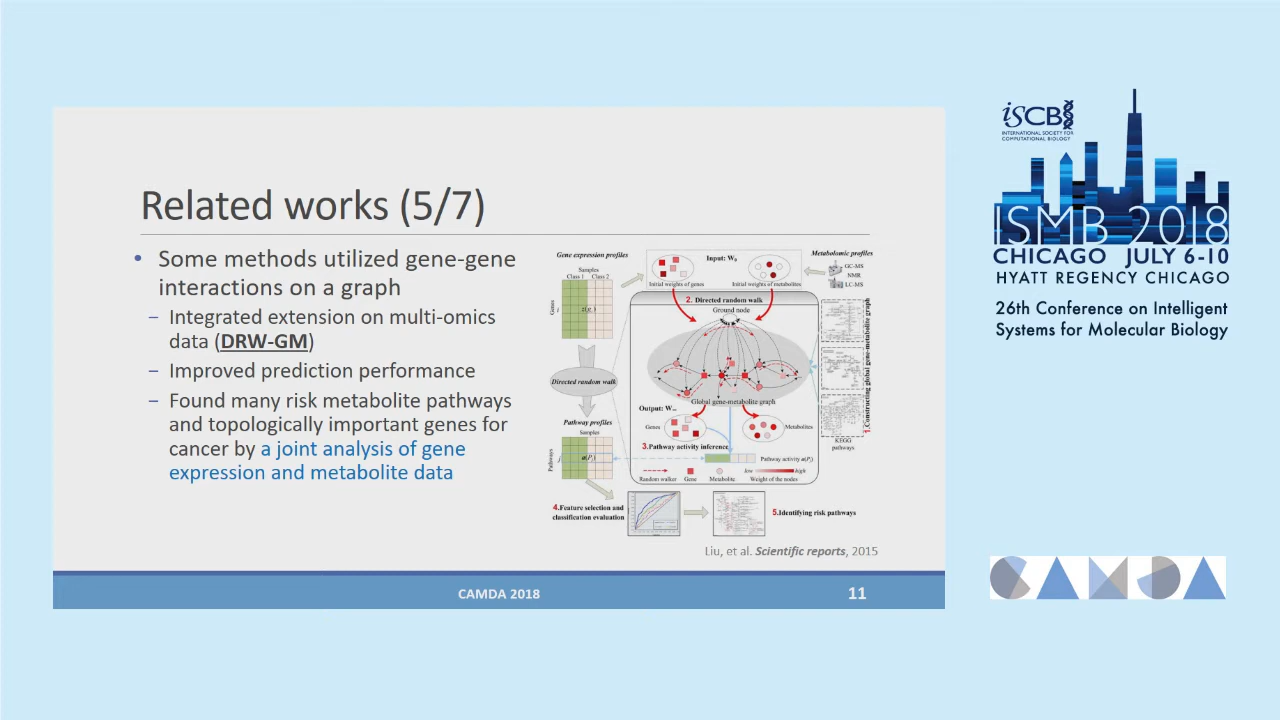 Related works (5/7)
• Some methods utilized gene-gene
interactions on a graph
– Integrated extension on multi-omics
data (DRW-GM)
– Improved prediction performance
– Found many risk metabolite pathways
and topologically important genes for
cancer by a joint analysis of gene
expression and metabolite data
Gene expression profiles
Samples
Class 1 Class 2
Genes
Input: W₀
Initial weights of genes
Initial weights of metabolites
Metabolomic profiles
GC-MS
NMR
LC-MS
2. Directed random walk
Ground node
Global gene-metabolite graph
1.Constructing global gene-metabolite graph
KEGG
pathways
Directed random walk
Output: W∞
Genes
Metabolites
3.Pathway activity inference
Pathway activity a(Pⱼ)
Random walker
Gene
Metabolite
low
high
Weight of the nodes
Pathway profiles
Samples
Pathways
a(Pⱼ)
4.Feature selection and
classification evaluation
5.Identifying risk pathways
Liu, et al. Scientific reports, 2015
CAMDA 2018
11
iSCB
INTERNATIONAL SOCIETY FOR
COMPUTATIONAL BIOLOGY
ISMB 2018
CHICAGO JULY 6-10
HYATT REGENCY CHICAGO
26th Conference on Intelligent
Systems for Molecular Biology
CAMDA